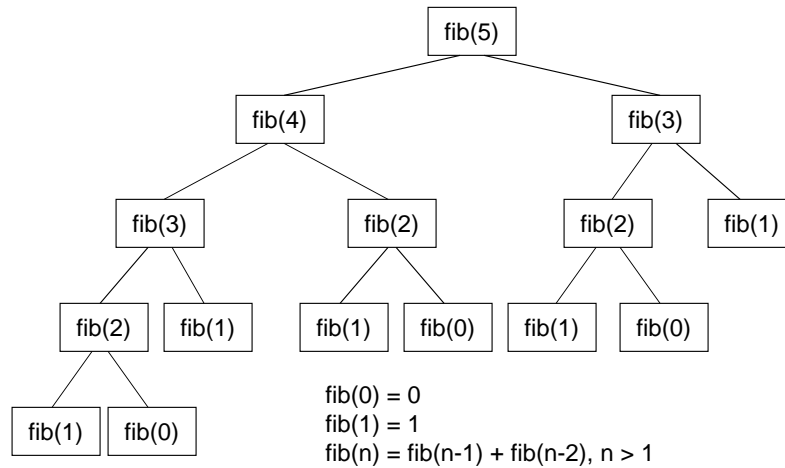 fib(5)
fib(4) fib(3)
fib(3) fib(2) fib(2) fib(1)
fib(2) fib(1) fib(1) fib(0) fib(1) fib(0)
fib(1) fib(0)
fib(0) = 0
fib(1) = 1
fib(n) = fib(n-1) + fib(n-2), n > 1